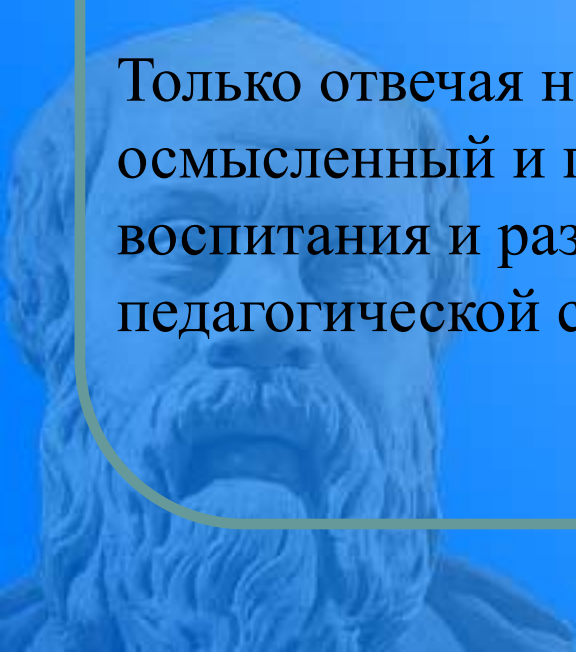 Только отвечая н
осмысленный и п
воспитания и раз
педагогической с